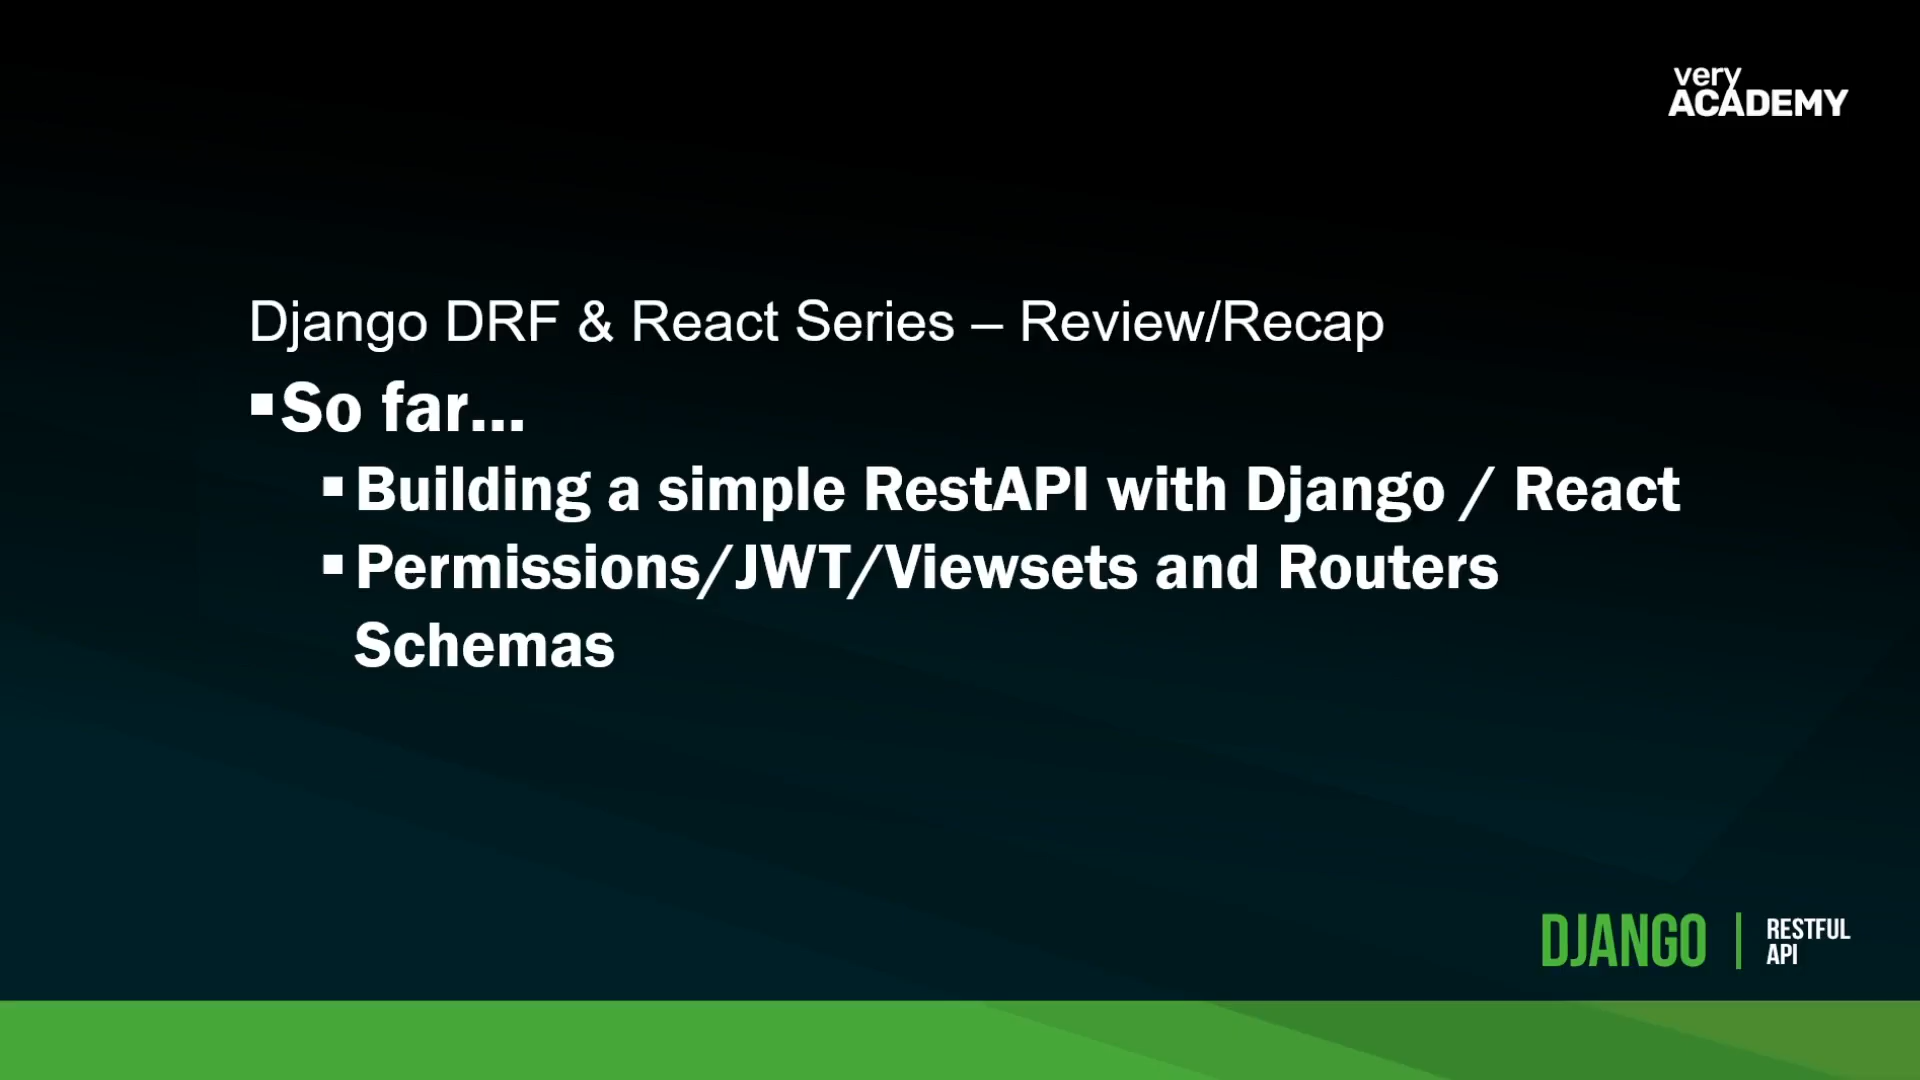 very
ACADEMY
Django DRF & React Series – Review/Recap
▪So far...
▪Building a simple RestAPI with Django / React
▪Permissions/JWT/Viewsets and Routers
Schemas
DJANGO | RESTFUL
API